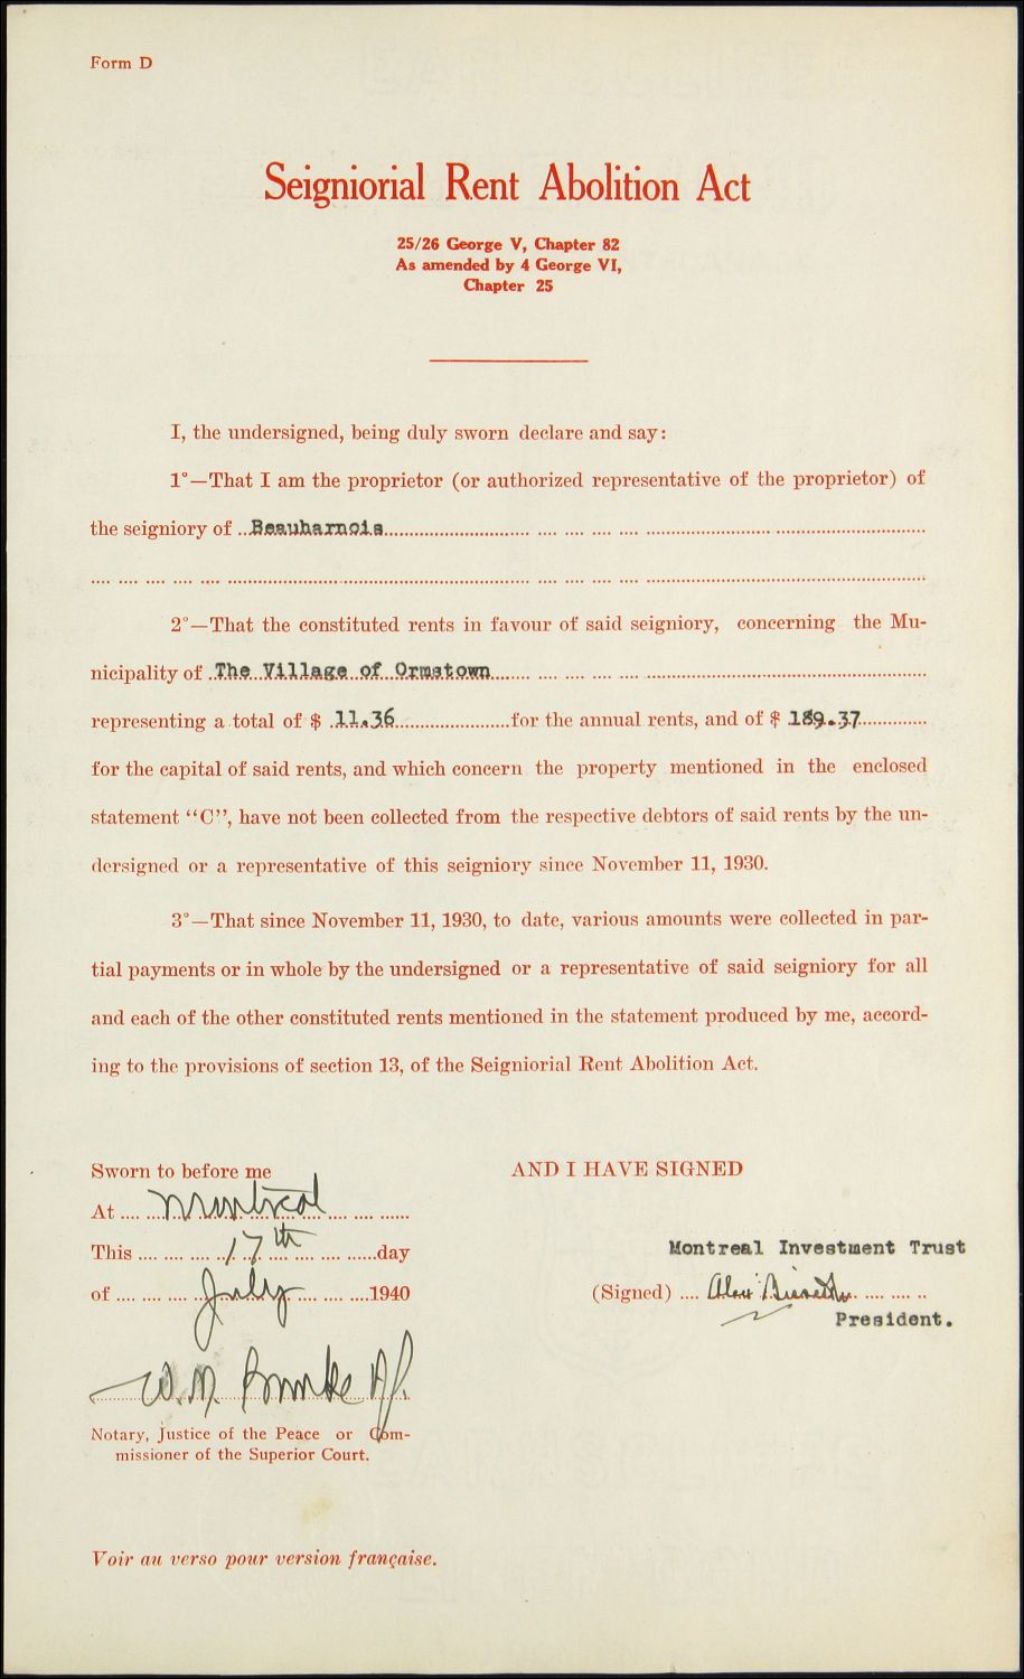 Form D
Seigniorial Rent Abolition Act
25/26 George V, Chapter 82
As amended by 4 George VI,
Chapter 25
I, the undersigned, being duly sworn declare and say:
1°—That I am the proprietor (or authorized representative of the proprietor) of
the seigniory of Beauharnois
2°—That the constituted rents in favour of said seigniory, concerning the Mu-
nicipality of The Village of Ormstown
representing a total of $ 11.36 for the annual rents, and of $ 189.37
for the capital of said rents, and which concern the property mentioned in the enclosed
statement "C", have not been collected from the respective debtors of said rents by the un-
dersigned or a representative of this seigniory since November 11, 1930.
3°—That since November 11, 1930, to date, various amounts were collected in par-
tial payments or in whole by the undersigned or a representative of said seigniory for all
and each of the other constituted rents mentioned in the statement produced by me, accord-
ing to the provisions of section 13, of the Seigniorial Rent Abolition Act.
Sworn to before me
At Montreal
This 17th day
of July 1940
W. M.
Notary, Justice of the Peace or Com-
missioner of the Superior Court.
AND I HAVE SIGNED
Montreal Investment Trust
(Signed)
President.
Voir au verso pour version française.